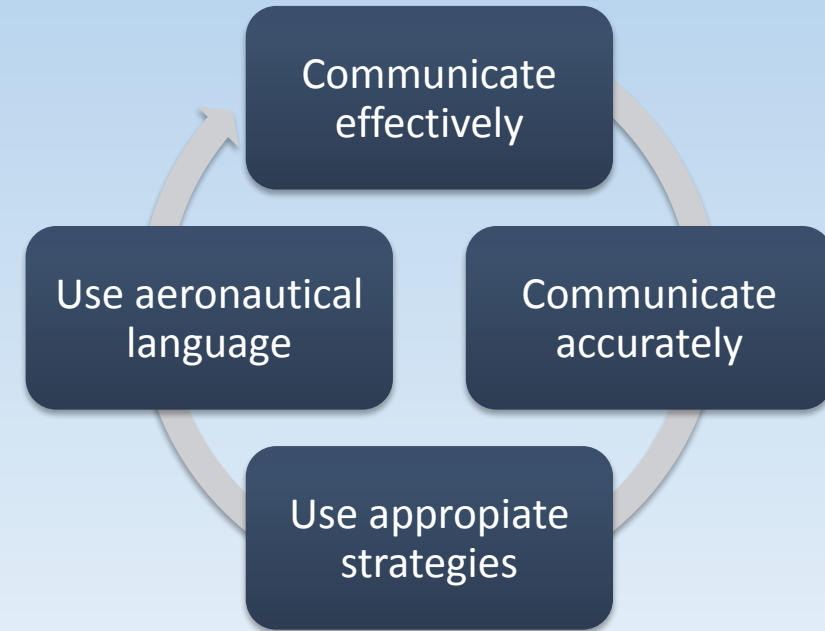 Communicate
effectively
Communicate
accurately
Use appropiate
strategies
Use aeronautical
language